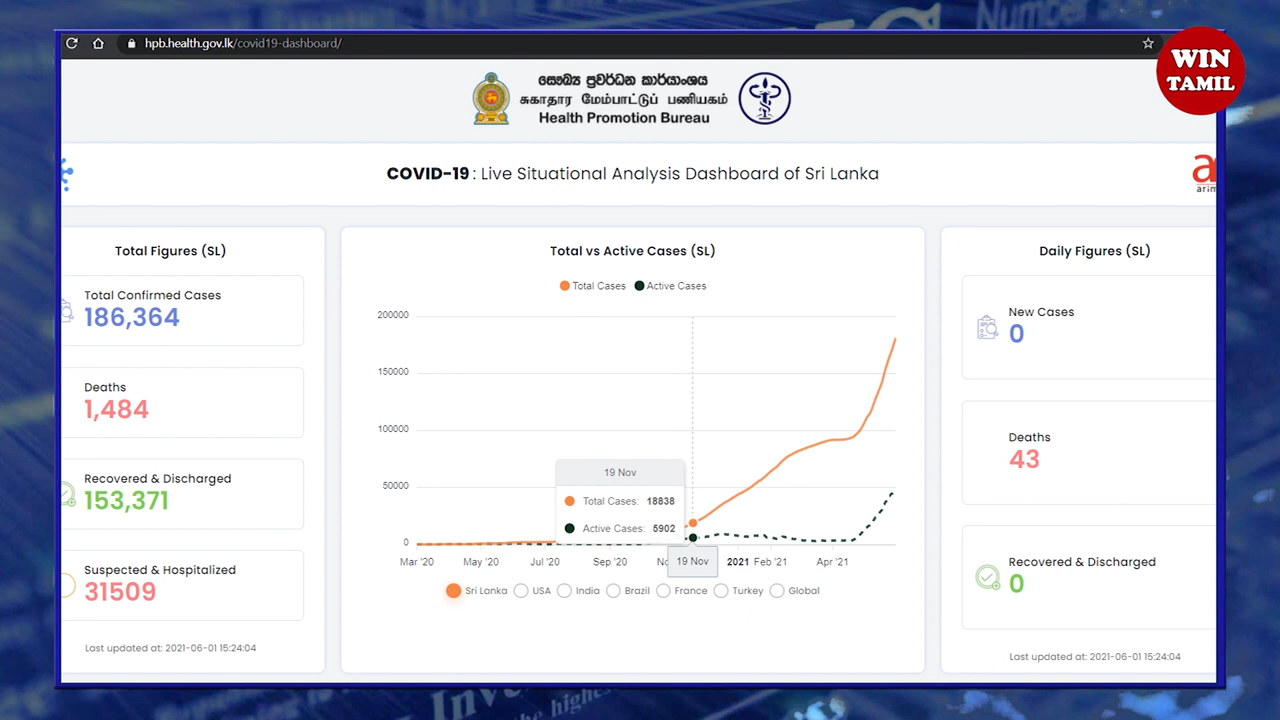 Number
WIN
TAMIL
hpb.health.gov.lk/covid19-dashboard/
සෞඛ්‍ය ප්‍රවර්ධන කාර්යාංශය
சுகாதார மேம்பாட்டுப் பணியகம்
Health Promotion Bureau
COVID-19 : Live Situational Analysis Dashboard of Sri Lanka
Total Figures (SL)
Total Confirmed Cases
186,364
Deaths
1,484
Recovered & Discharged
153,371
Suspected & Hospitalized
31509
Last updated at: 2021-06-01 15:24:04
Total vs Active Cases (SL)
Total Cases Active Cases
200000
150000
100000
50000
0
19 Nov
Total Cases: 18838
Active Cases: 5902
Mar '20 May '20 Jul '20 Sep '20 No 19 Nov 2021 Feb '21 Apr '21
Sri Lanka USA India Brazil France Turkey Global
Daily Figures (SL)
New Cases
0
Deaths
43
Recovered & Discharged
0
Last updated at: 2021-06-01 15:24:04
the highes